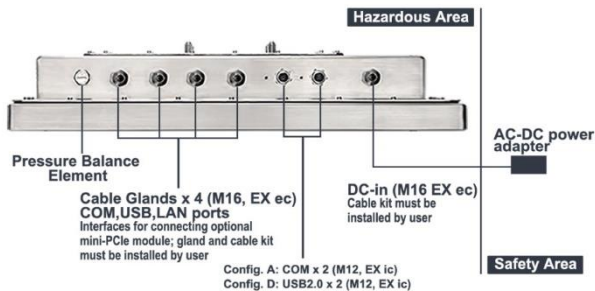 Hazardous Area
AC-DC power
adapter
Pressure Balance
Element
Cable Glands x 4 (M16, EX ec)
COM,USB,LAN ports
Interfaces for connecting optional
mini-PCIe module; gland and cable kit
must be installed by user
DC-in (M16 EX ec)
Cable kit must be
installed by user
Config. A: COM x 2 (M12, EX ic)
Config. D: USB2.0 x 2 (M12, EX ic)
Safety Area